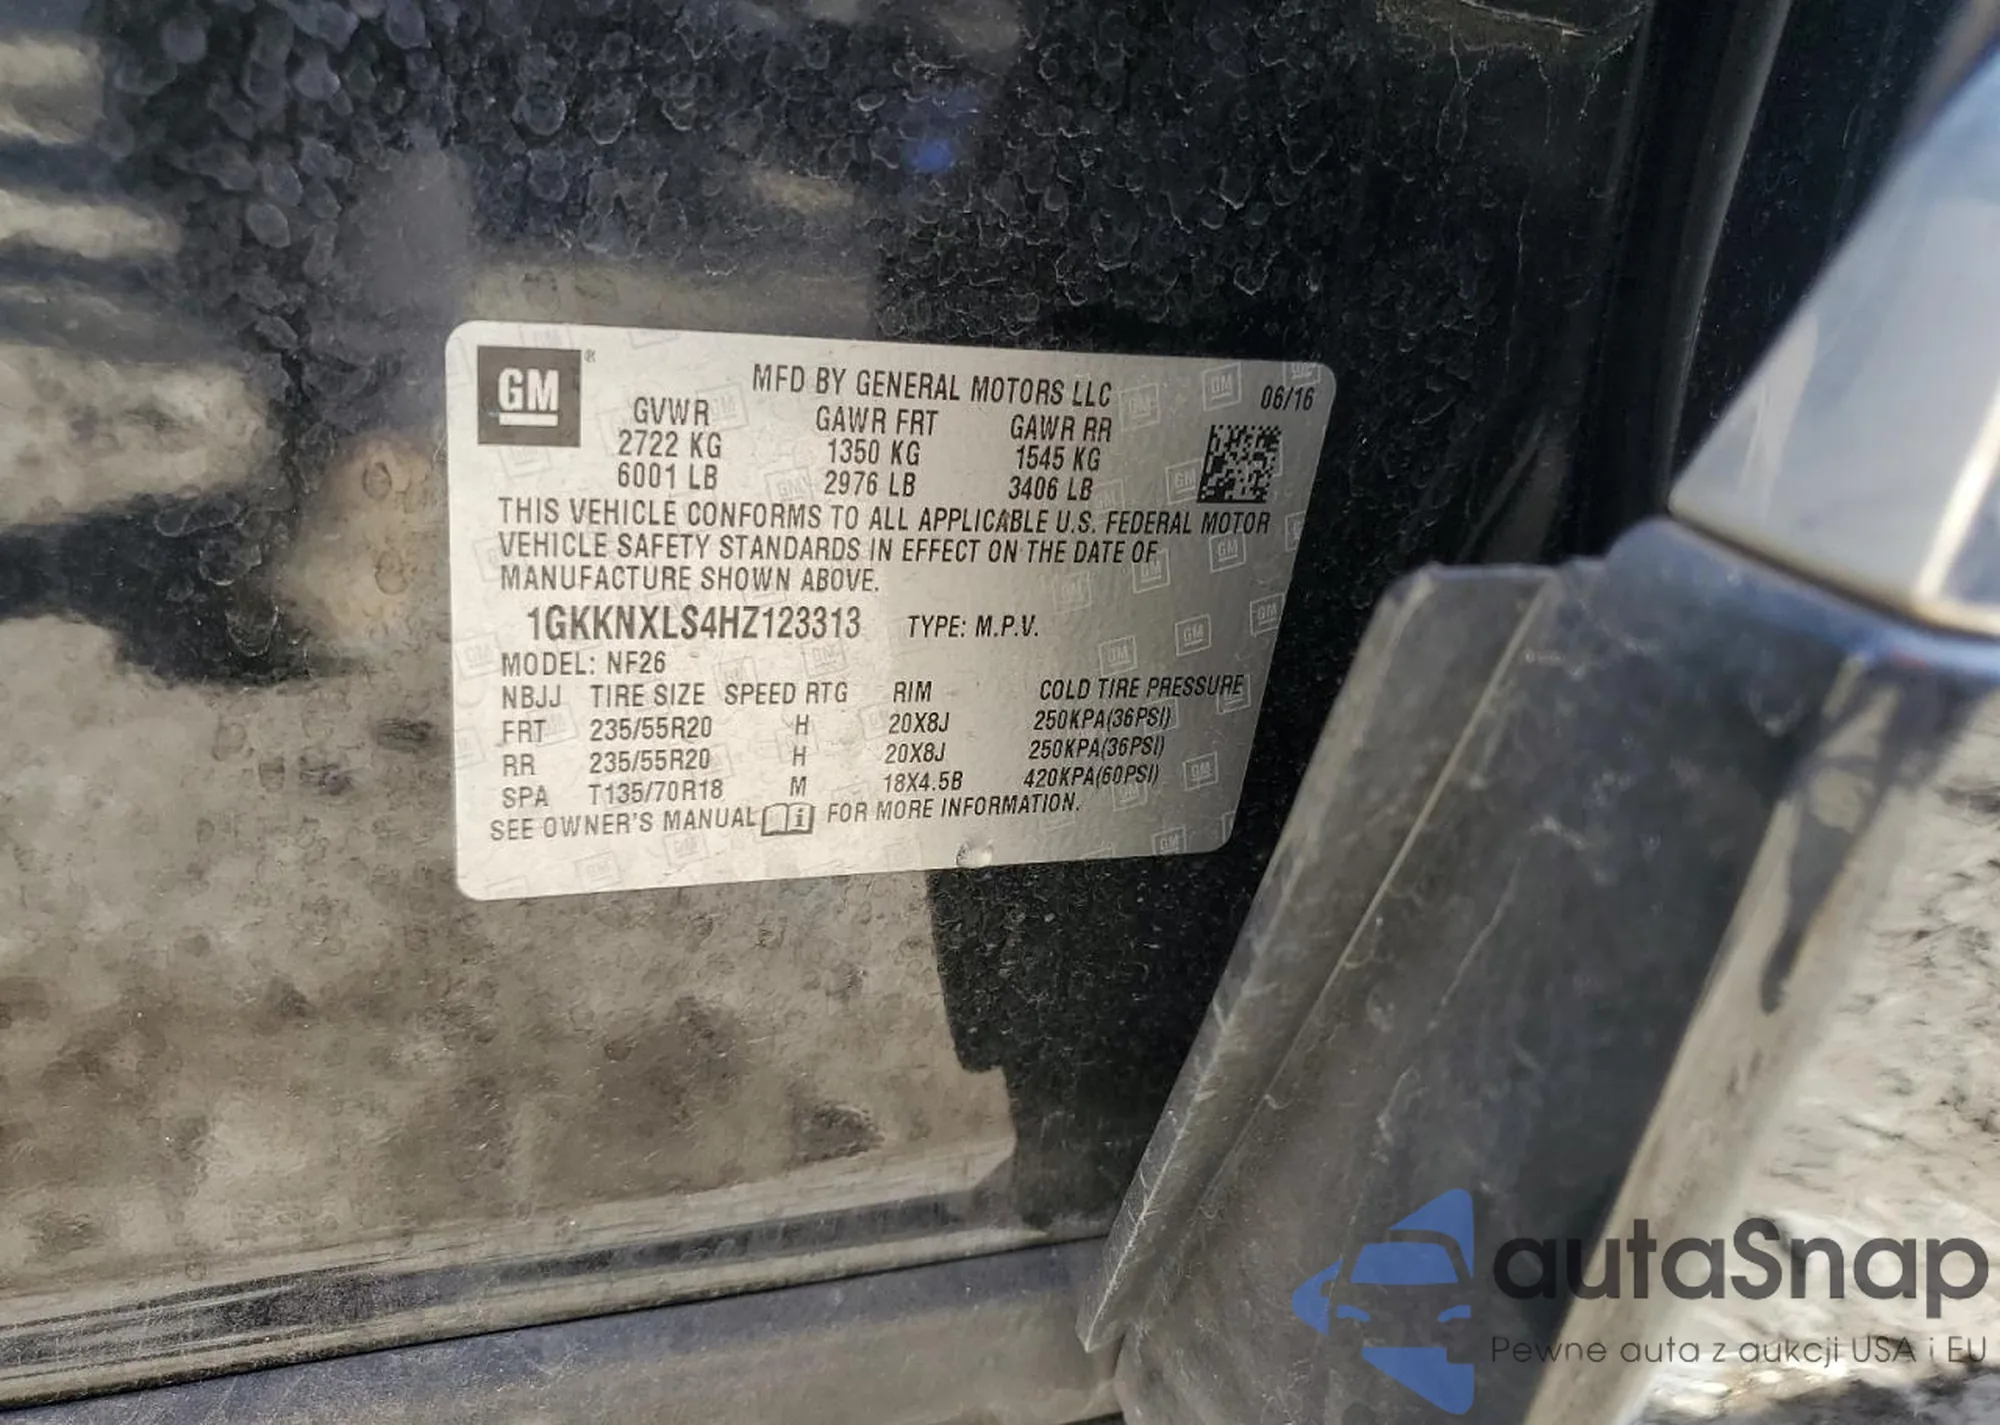 GM ®
MFD BY GENERAL MOTORS LLC 06/16
GVWR GAWR FRT GAWR RR
2722 KG 1350 KG 1545 KG
6001 LB 2976 LB 3406 LB
THIS VEHICLE CONFORMS TO ALL APPLICABLE U.S. FEDERAL MOTOR
VEHICLE SAFETY STANDARDS IN EFFECT ON THE DATE OF
MANUFACTURE SHOWN ABOVE.
1GKKNXLS4HZ123313 TYPE: M.P.V.
MODEL: NF26
NBJJ TIRE SIZE SPEED RTG RIM COLD TIRE PRESSURE
FRT 235/55R20 H 20X8J 250KPA(36PSI)
RR 235/55R20 H 20X8J 250KPA(36PSI)
SPA T135/70R18 M 18X4.5B 420KPA(60PSI)
SEE OWNER'S MANUAL i FOR MORE INFORMATION.
autaSnap
Pewne auta z aukcji USA i EU